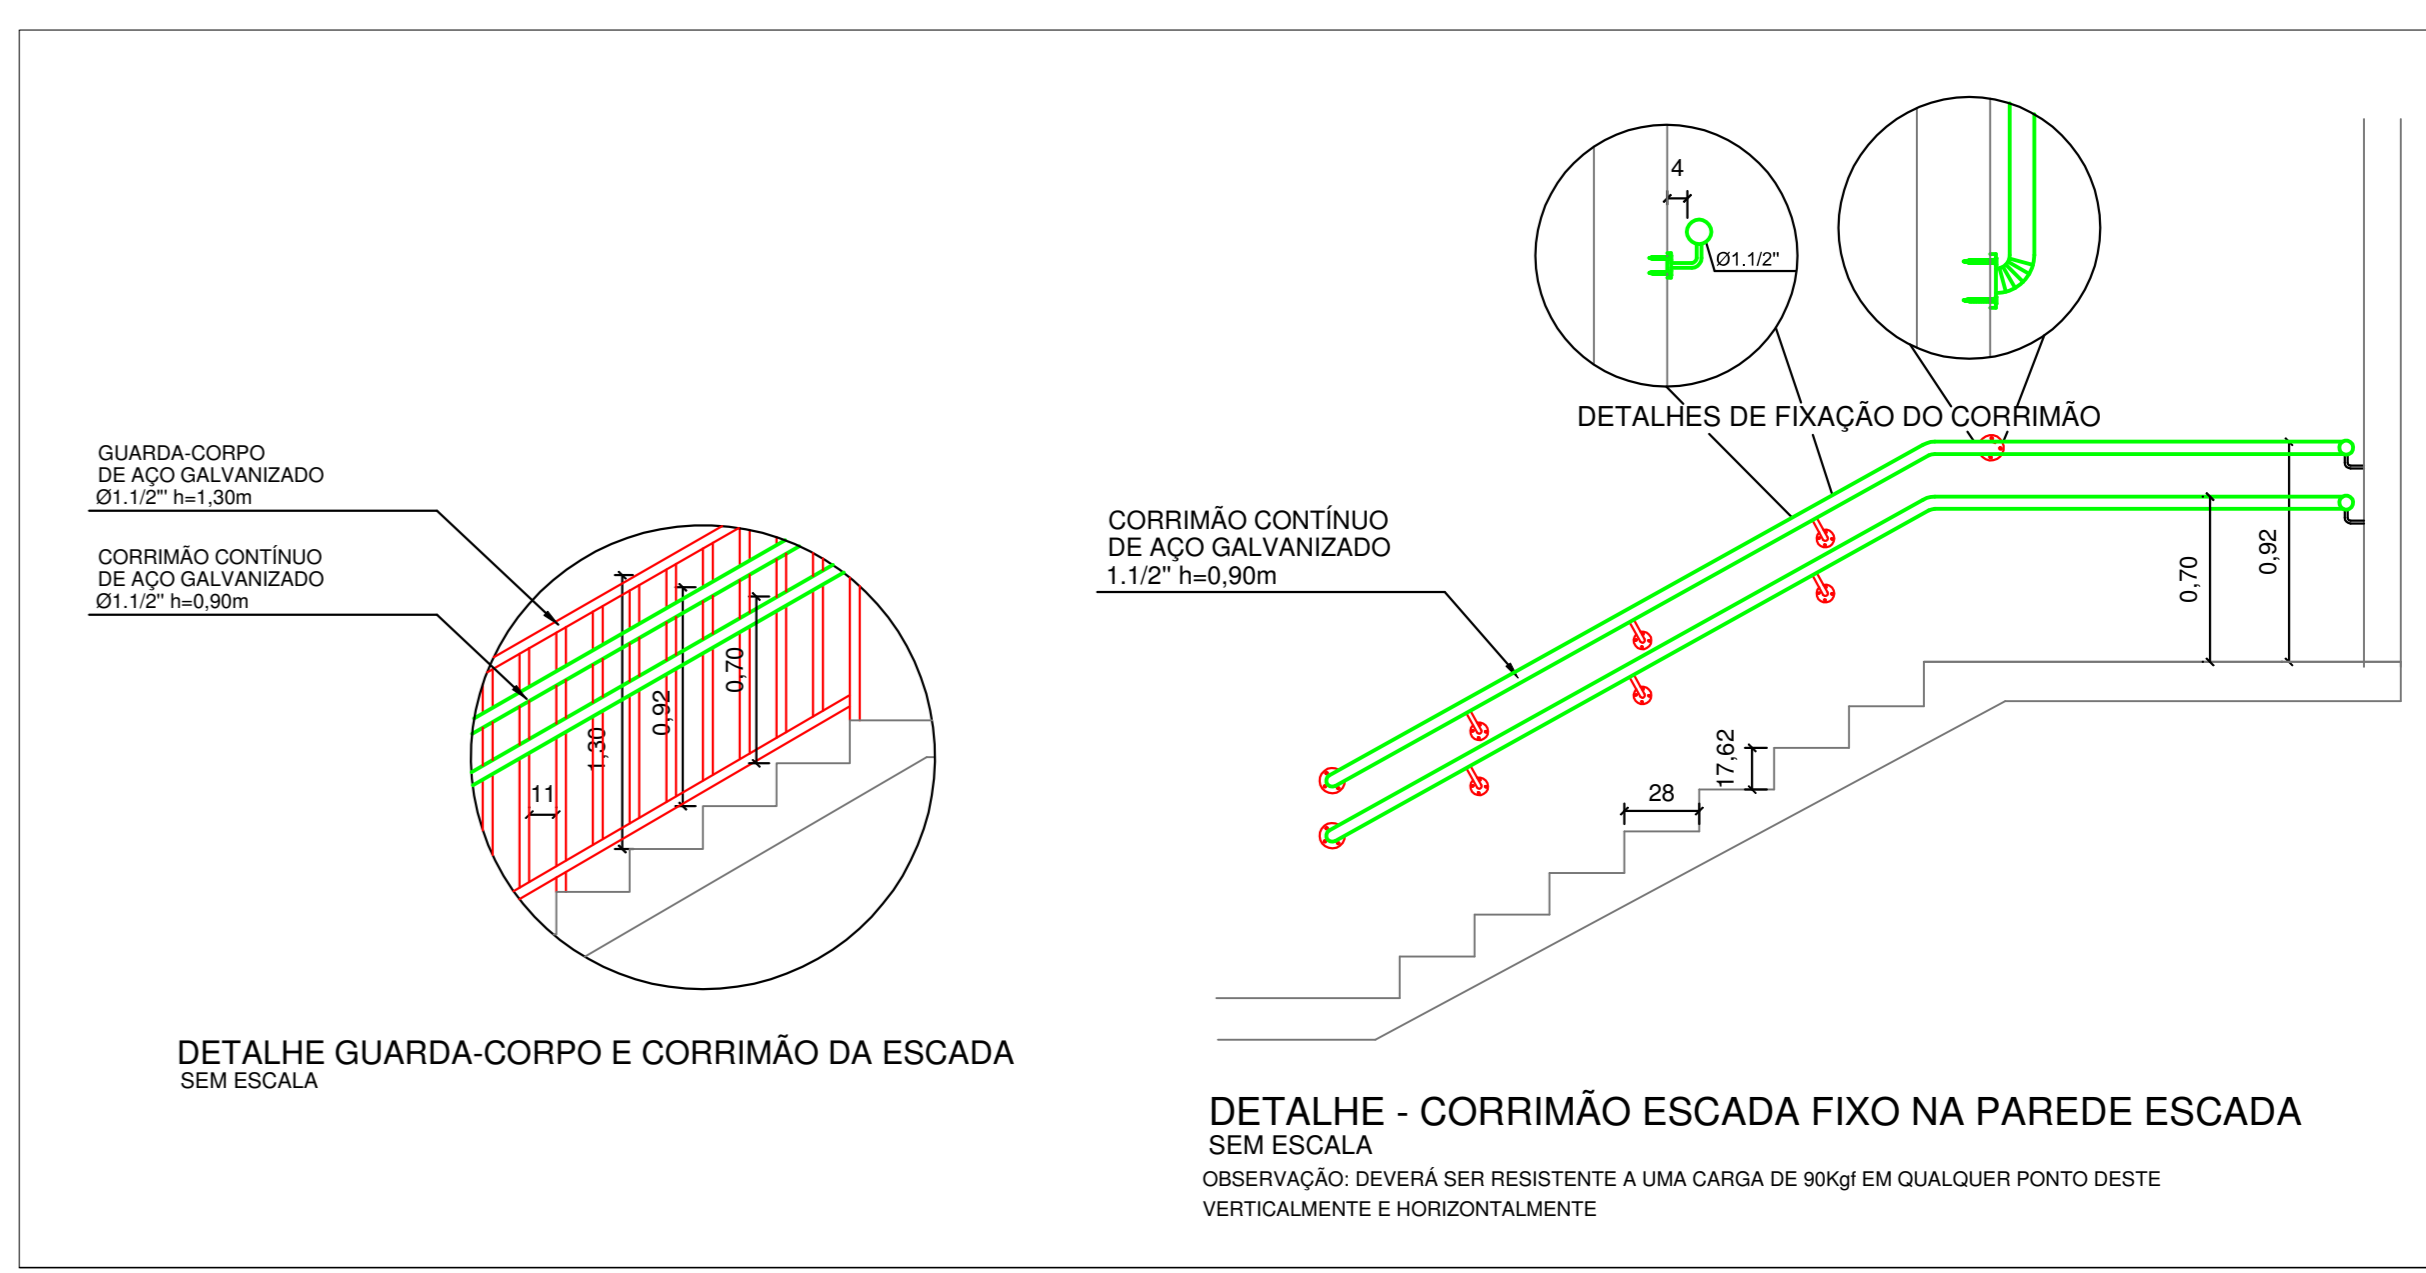 GUARDA-CORPO
DE AÇO GALVANIZADO
Ø1.1/2"' h=1,30m
CORRIMÃO CONTÍNUO
DE AÇO GALVANIZADO
Ø1.1/2" h=0,90m
1,30
0,92
0,70
11
DETALHE GUARDA-CORPO E CORRIMÃO DA ESCADA
SEM ESCALA
4
Ø1.1/2"
DETALHES DE FIXAÇÃO DO CORRIMÃO
CORRIMÃO CONTÍNUO
DE AÇO GALVANIZADO
1.1/2" h=0,90m
0,70
0,92
17,62
28
DETALHE - CORRIMÃO ESCADA FIXO NA PAREDE ESCADA
SEM ESCALA
OBSERVAÇÃO: DEVERÁ SER RESISTENTE A UMA CARGA DE 90Kgf EM QUALQUER PONTO DESTE
VERTICALMENTE E HORIZONTALMENTE